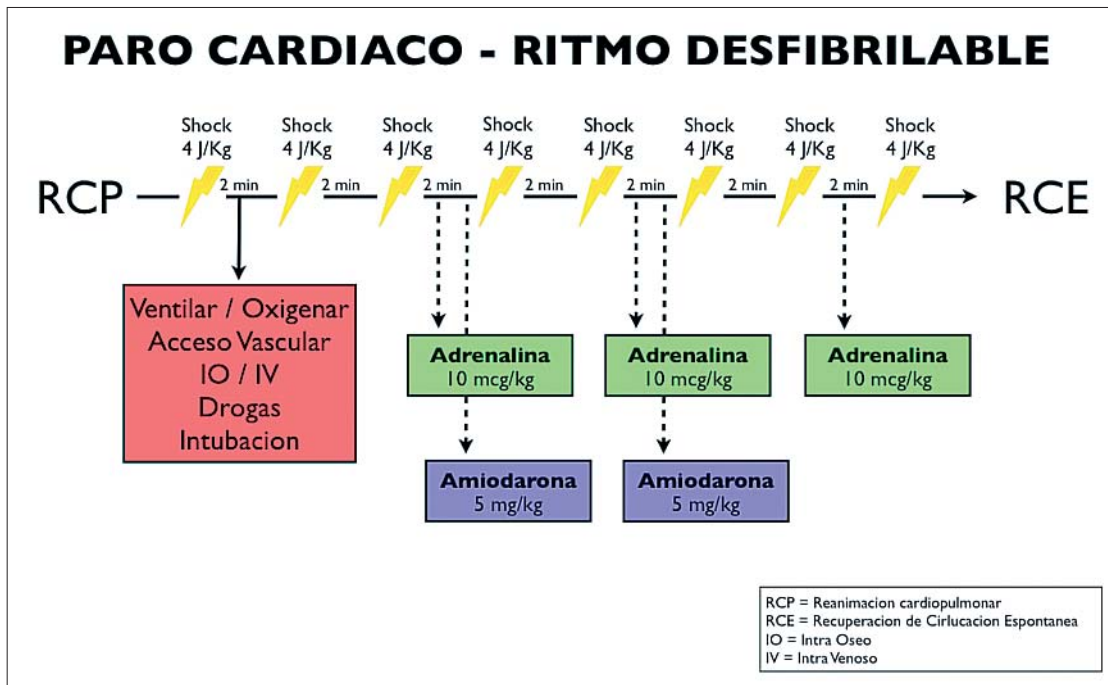 PARO CARDIACO - RITMO DESFIBRILABLE
Shock
4 J/Kg
Shock
4 J/Kg
Shock
4 J/Kg
Shock
4 J/Kg
Shock
4 J/Kg
Shock
4 J/Kg
Shock
4 J/Kg
Shock
4 J/Kg
RCP
2 min
2 min
2 min
2 min
2 min
2 min
2 min
RCE
Ventilar / Oxigenar
Acceso Vascular
IO / IV
Drogas
Intubacion
Adrenalina
10 mcg/kg
Adrenalina
10 mcg/kg
Adrenalina
10 mcg/kg
Amiodarona
5 mg/kg
Amiodarona
5 mg/kg
RCP = Reanimacion cardiopulmonar
RCE = Recuperacion de Cirlucacion Espontanea
IO = Intra Oseo
IV = Intra Venoso